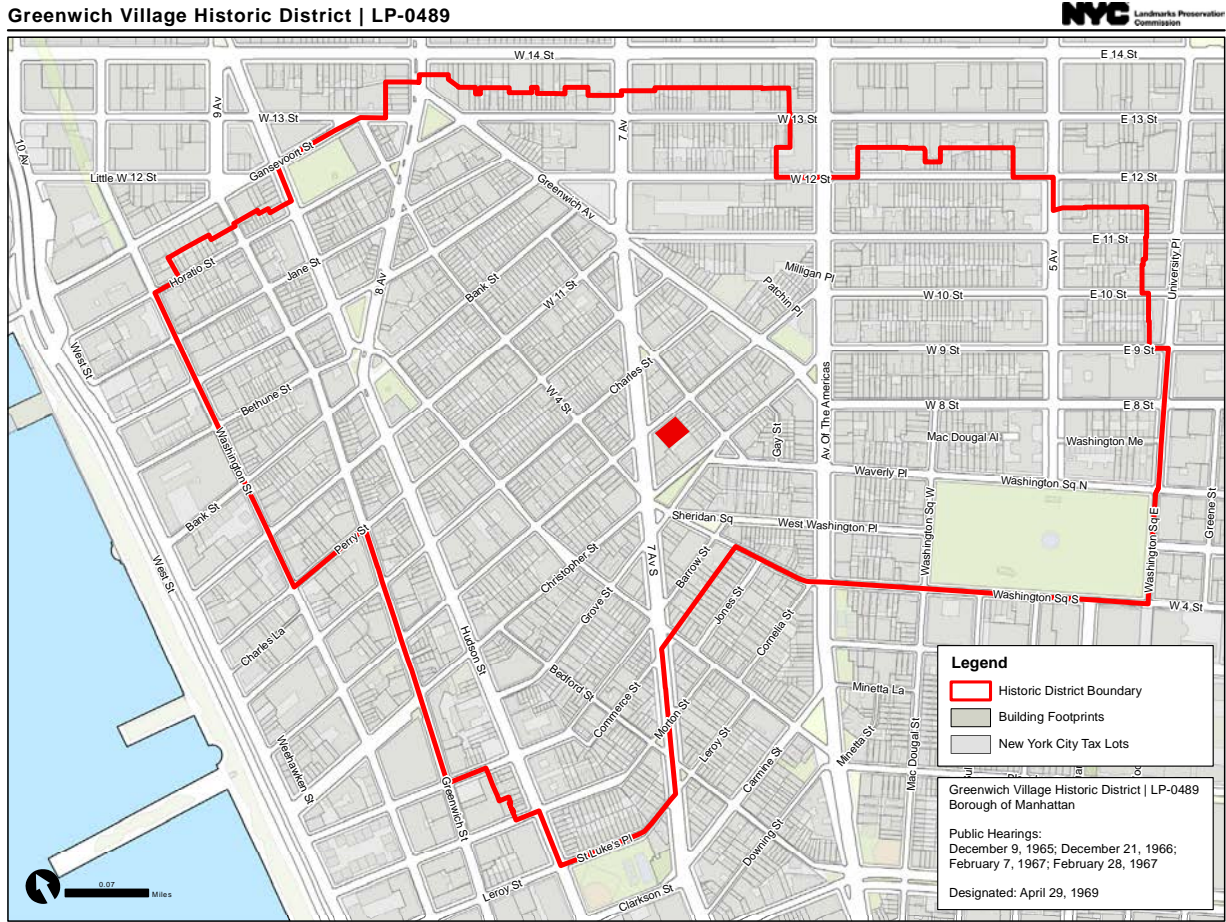 Greenwich Village Historic District | LP-0489
NYC Landmarks Preservation
Commission
W 14 St
E 14 St
9 Av
W 13 St
7 Av
W 13 St
E 13 St
10 Av
Gansevoort St
Little W 12 St
Greenwich Av
W 12 St
E 12 St
E 11 St
Horatio St
Jane St
8 Av
Bank St
W 11 St
Milligan Pl
Patchin Pl
5 Av
University Pl
W 10 St
E 10 St
West St
W 9 St
E 9 St
Charles St
Bethune St
W 4 St
Av Of The Americas
W 8 St
E 8 St
Gay St
Mac Dougal Al
Washington Me
Washington St
Waverly Pl
Washington Sq N
Bank St
Sheridan Sq
West Washington Pl
Washington Sq W
Washington Sq E
Greene St
Perry St
7 Av S
Barrow St
West St
Christopher St
Grove St
Jones St
Cornelia St
Washington Sq S
W 4 St
Charles La
Hudson St
Bedford St
Commerce St
Morton St
Minetta La
Leroy St
Carmine St
Minetta St
Mac Dougal St
Weehawken St
Greenwich St
St Luke's Pl
Downing St
Leroy St
Clarkson St
0.07
Miles
Legend
Historic District Boundary
Building Footprints
New York City Tax Lots
Greenwich Village Historic District | LP-0489
Borough of Manhattan
Public Hearings:
December 9, 1965; December 21, 1966;
February 7, 1967; February 28, 1967
Designated: April 29, 1969